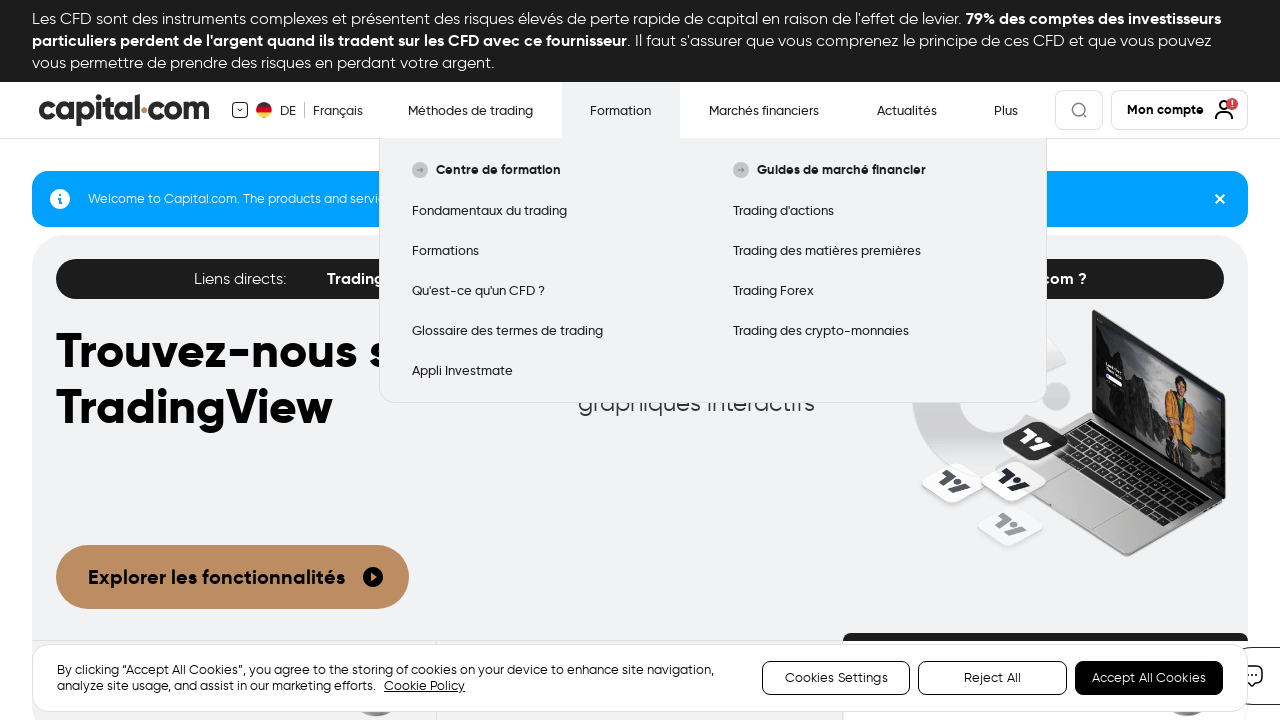 Les CFD sont des instruments complexes et présentent des risques élevés de perte rapide de capital en raison de l'effet de levier. 79% des comptes des investisseurs
particuliers perdent de l'argent quand ils tradent sur les CFD avec ce fournisseur. Il faut s'assurer que vous comprenez le principe de ces CFD et que vous pouvez
vous permettre de prendre des risques en perdant votre argent.
capital.com DE Français Méthodes de trading Formation Marchés financiers Actualités Plus Mon compte
Centre de formation
Fondamentaux du trading
Formations
Qu'est-ce qu'un CFD ?
Glossaire des termes de trading
Appli Investmate
Guides de marché financier
Trading d'actions
Trading des matières premières
Trading Forex
Trading des crypto-monnaies
Welcome to Capital.com. The products and servi
Liens directs: Trading com ?
Trouvez-nous s
TradingView
graphiques interactifs
Explorer les fonctionnalités
By clicking “Accept All Cookies”, you agree to the storing of cookies on your device to enhance site navigation,
analyze site usage, and assist in our marketing efforts. Cookie Policy
Cookies Settings
Reject All
Accept All Cookies